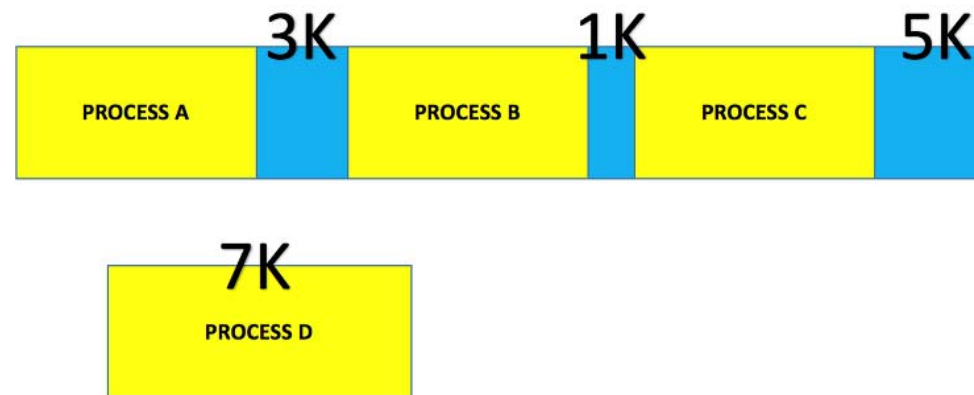 3K 1K 5K
PROCESS A PROCESS B PROCESS C
7K
PROCESS D